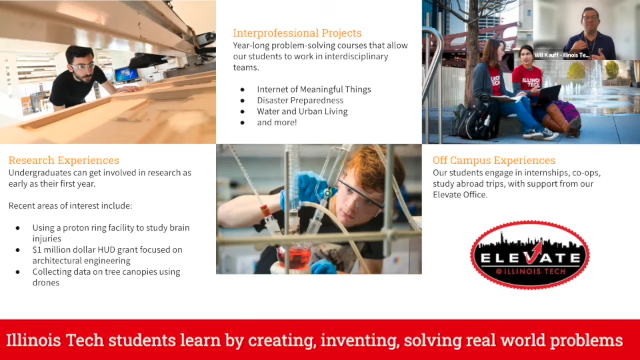 Interprofessional Projects
Year-long problem-solving courses that allow
our students to work in interdisciplinary
teams.
● Internet of Meaningful Things
● Disaster Preparedness
● Water and Urban Living
● and more!
Will Kauff - Illinois Te...
ILLINOIS
TECH
Research Experiences
Undergraduates can get involved in research as
early as their first year.
Recent areas of interest include:
● Using a proton ring facility to study brain
injuries
● $1 million dollar HUD grant focused on
architectural engineering
● Collecting data on tree canopies using
drones
Off Campus Experiences
Our students engage in internships, co-ops,
study abroad trips, with support from our
Elevate Office.
ELEVATE
@ILLINOIS TECH
Illinois Tech students learn by creating, inventing, solving real world problems